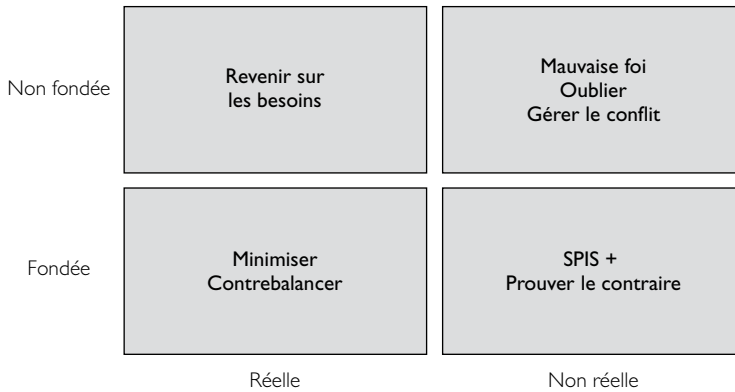 Non fondée
Revenir sur
les besoins
Mauvaise foi
Oublier
Gérer le conflit
Fondée
Minimiser
Contrebalancer
SPIS +
Prouver le contraire
Réelle
Non réelle